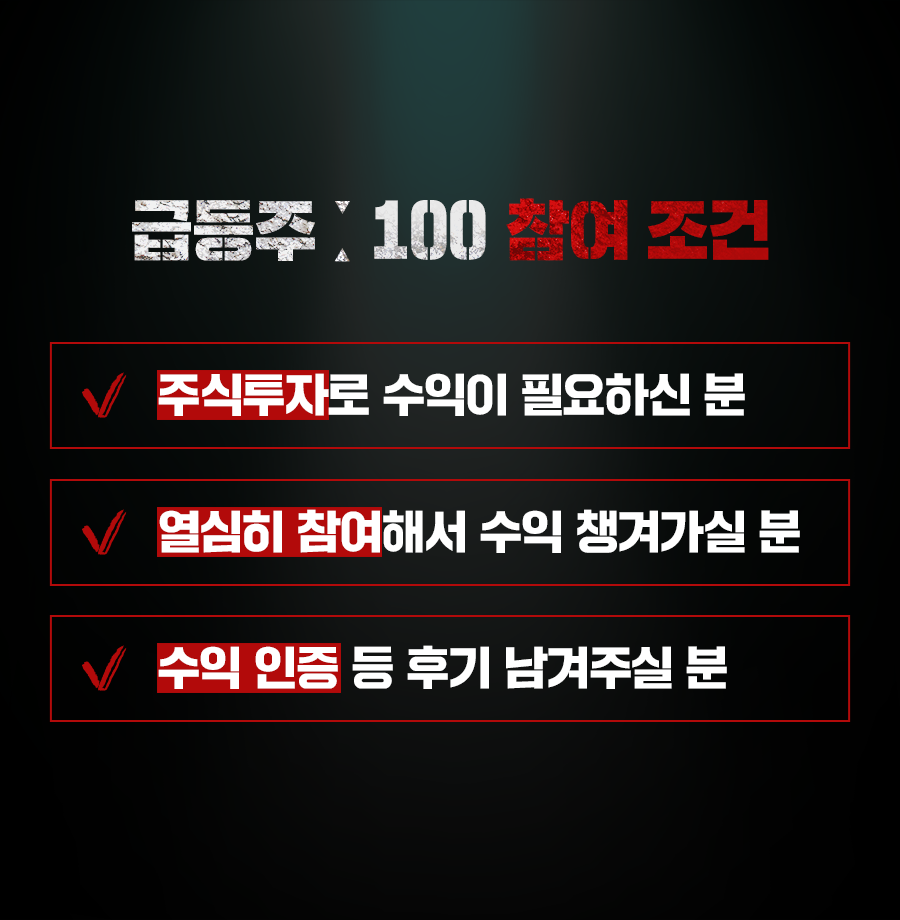 급등주 : 100 참여 조건
주식투자로 수익이 필요하신 분
열심히 참여해서 수익 챙겨가실 분
수익 인증 등 후기 남겨주실 분